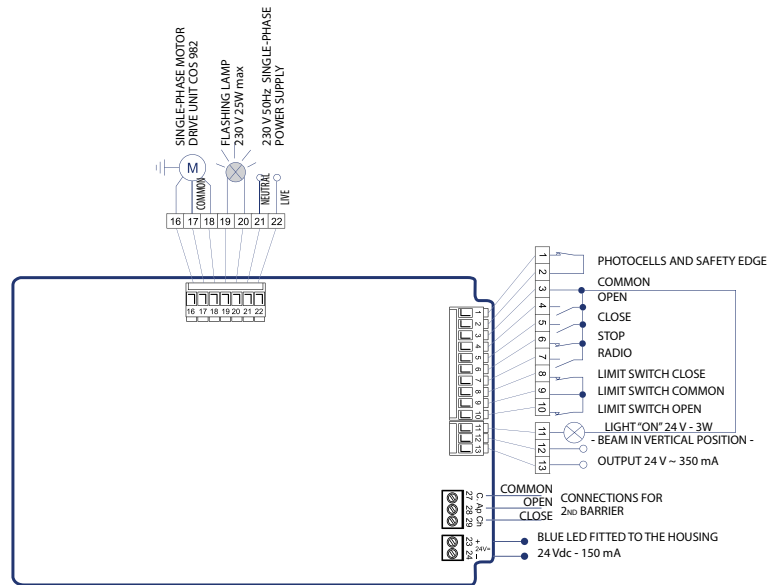 SINGLE-PHASE MOTOR
DRIVE UNIT COS 982
FLASHING LAMP
230 V 25W max
230 V 50Hz SINGLE-PHASE
POWER SUPPLY
M
COMMON
NEUTRAL
LIVE
16 17 18 19 20 21 22
16 17 18 19 20 21 22
1
2
3
4
5
6
7
8
9
10
11
12
13
1
2
3
4
5
6
7
8
9
10
11
12
13
PHOTOCELLS AND SAFETY EDGE
COMMON
OPEN
CLOSE
STOP
RADIO
LIMIT SWITCH CLOSE
LIMIT SWITCH COMMON
LIMIT SWITCH OPEN
LIGHT "ON" 24 V - 3W
- BEAM IN VERTICAL POSITION -
OUTPUT 24 V ~ 350 mA
27 C.
28 Ap
29 Ch
COMMON
OPEN
CLOSE
CONNECTIONS FOR
2ND BARRIER
23 +
24 -
24V=
BLUE LED FITTED TO THE HOUSING
24 Vdc - 150 mA